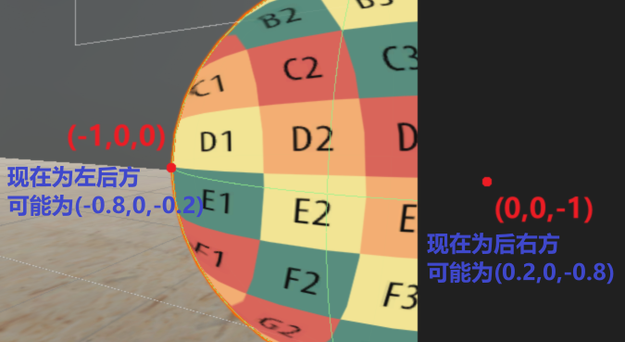 B2
C1 C2 C3
(-1,0,0)
D1 D2 D
现在为左后方
可能为(-0.8,0,-0.2)
E1 E2 E
(0,0,-1)
现在为后右方
可能为(0.2,0,-0.8)
F1 F2 F3
G2